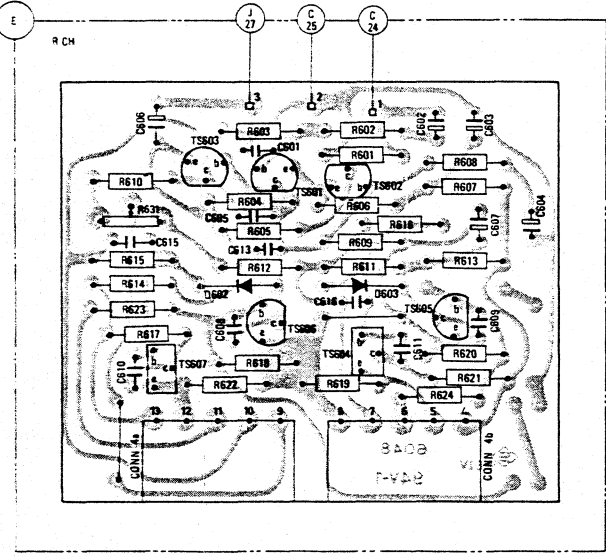 E
J
27
C
25
C
24
R CH
3
2
1
C606
R603
R602
C602
C603
TS603
C601
R601
R608
e b
c
b e
c
b e
c
R610
R604
TS601
TS602
R607
C604
R631
C605
R606
R605
R618
C607
C615
C613
R609
R615
R612
R611
R613
R614
D602
D603
C616
TS605
R623
b
c
e
C608
TS606
b
c
e
C609
R617
TS604
b
c
e
C611
C610
b
c
e
TS607
R618
R620
R622
R619
R621
R624
13 12 11 10 9
8 7 6 5 4
CONN 4a
CONN 4b
8048